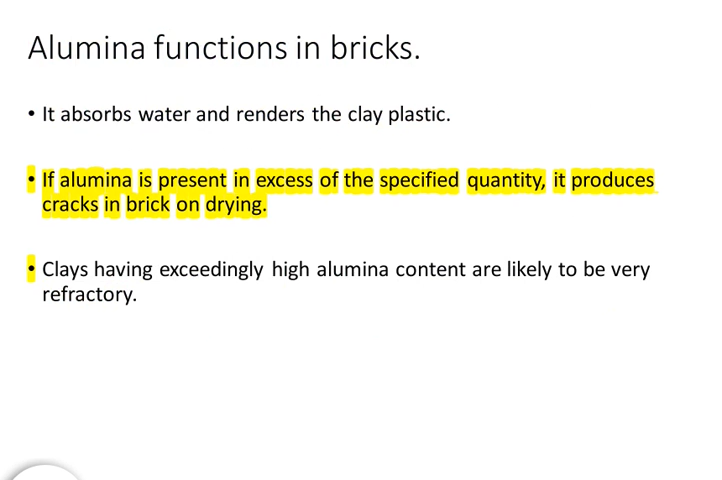 Alumina functions in bricks.
• It absorbs water and renders the clay plastic.
• If alumina is present in excess of the specified quantity, it produces
cracks in brick on drying.
• Clays having exceedingly high alumina content are likely to be very
refractory.